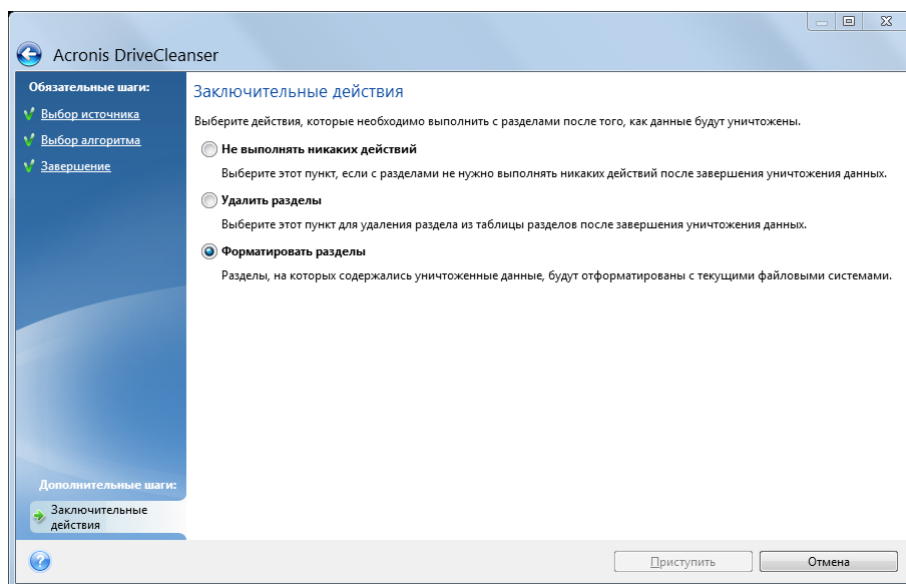 Acronis DriveCleanser
Обязательные шаги:
Выбор источника
Выбор алгоритма
Завершение
Дополнительные шаги:
Заключительные
действия
Заключительные действия
Выберите действия, которые необходимо выполнить с разделами после того, как данные будут уничтожены.
Не выполнять никаких действий
Выберите этот пункт, если с разделами не нужно выполнять никаких действий после завершения уничтожения данных.
Удалить разделы
Выберите этот пункт для удаления раздела из таблицы разделов после завершения уничтожения данных.
Форматировать разделы
Разделы, на которых содержались уничтоженные данные, будут отформатированы с текущими файловыми системами.
?
Приступить
Отмена